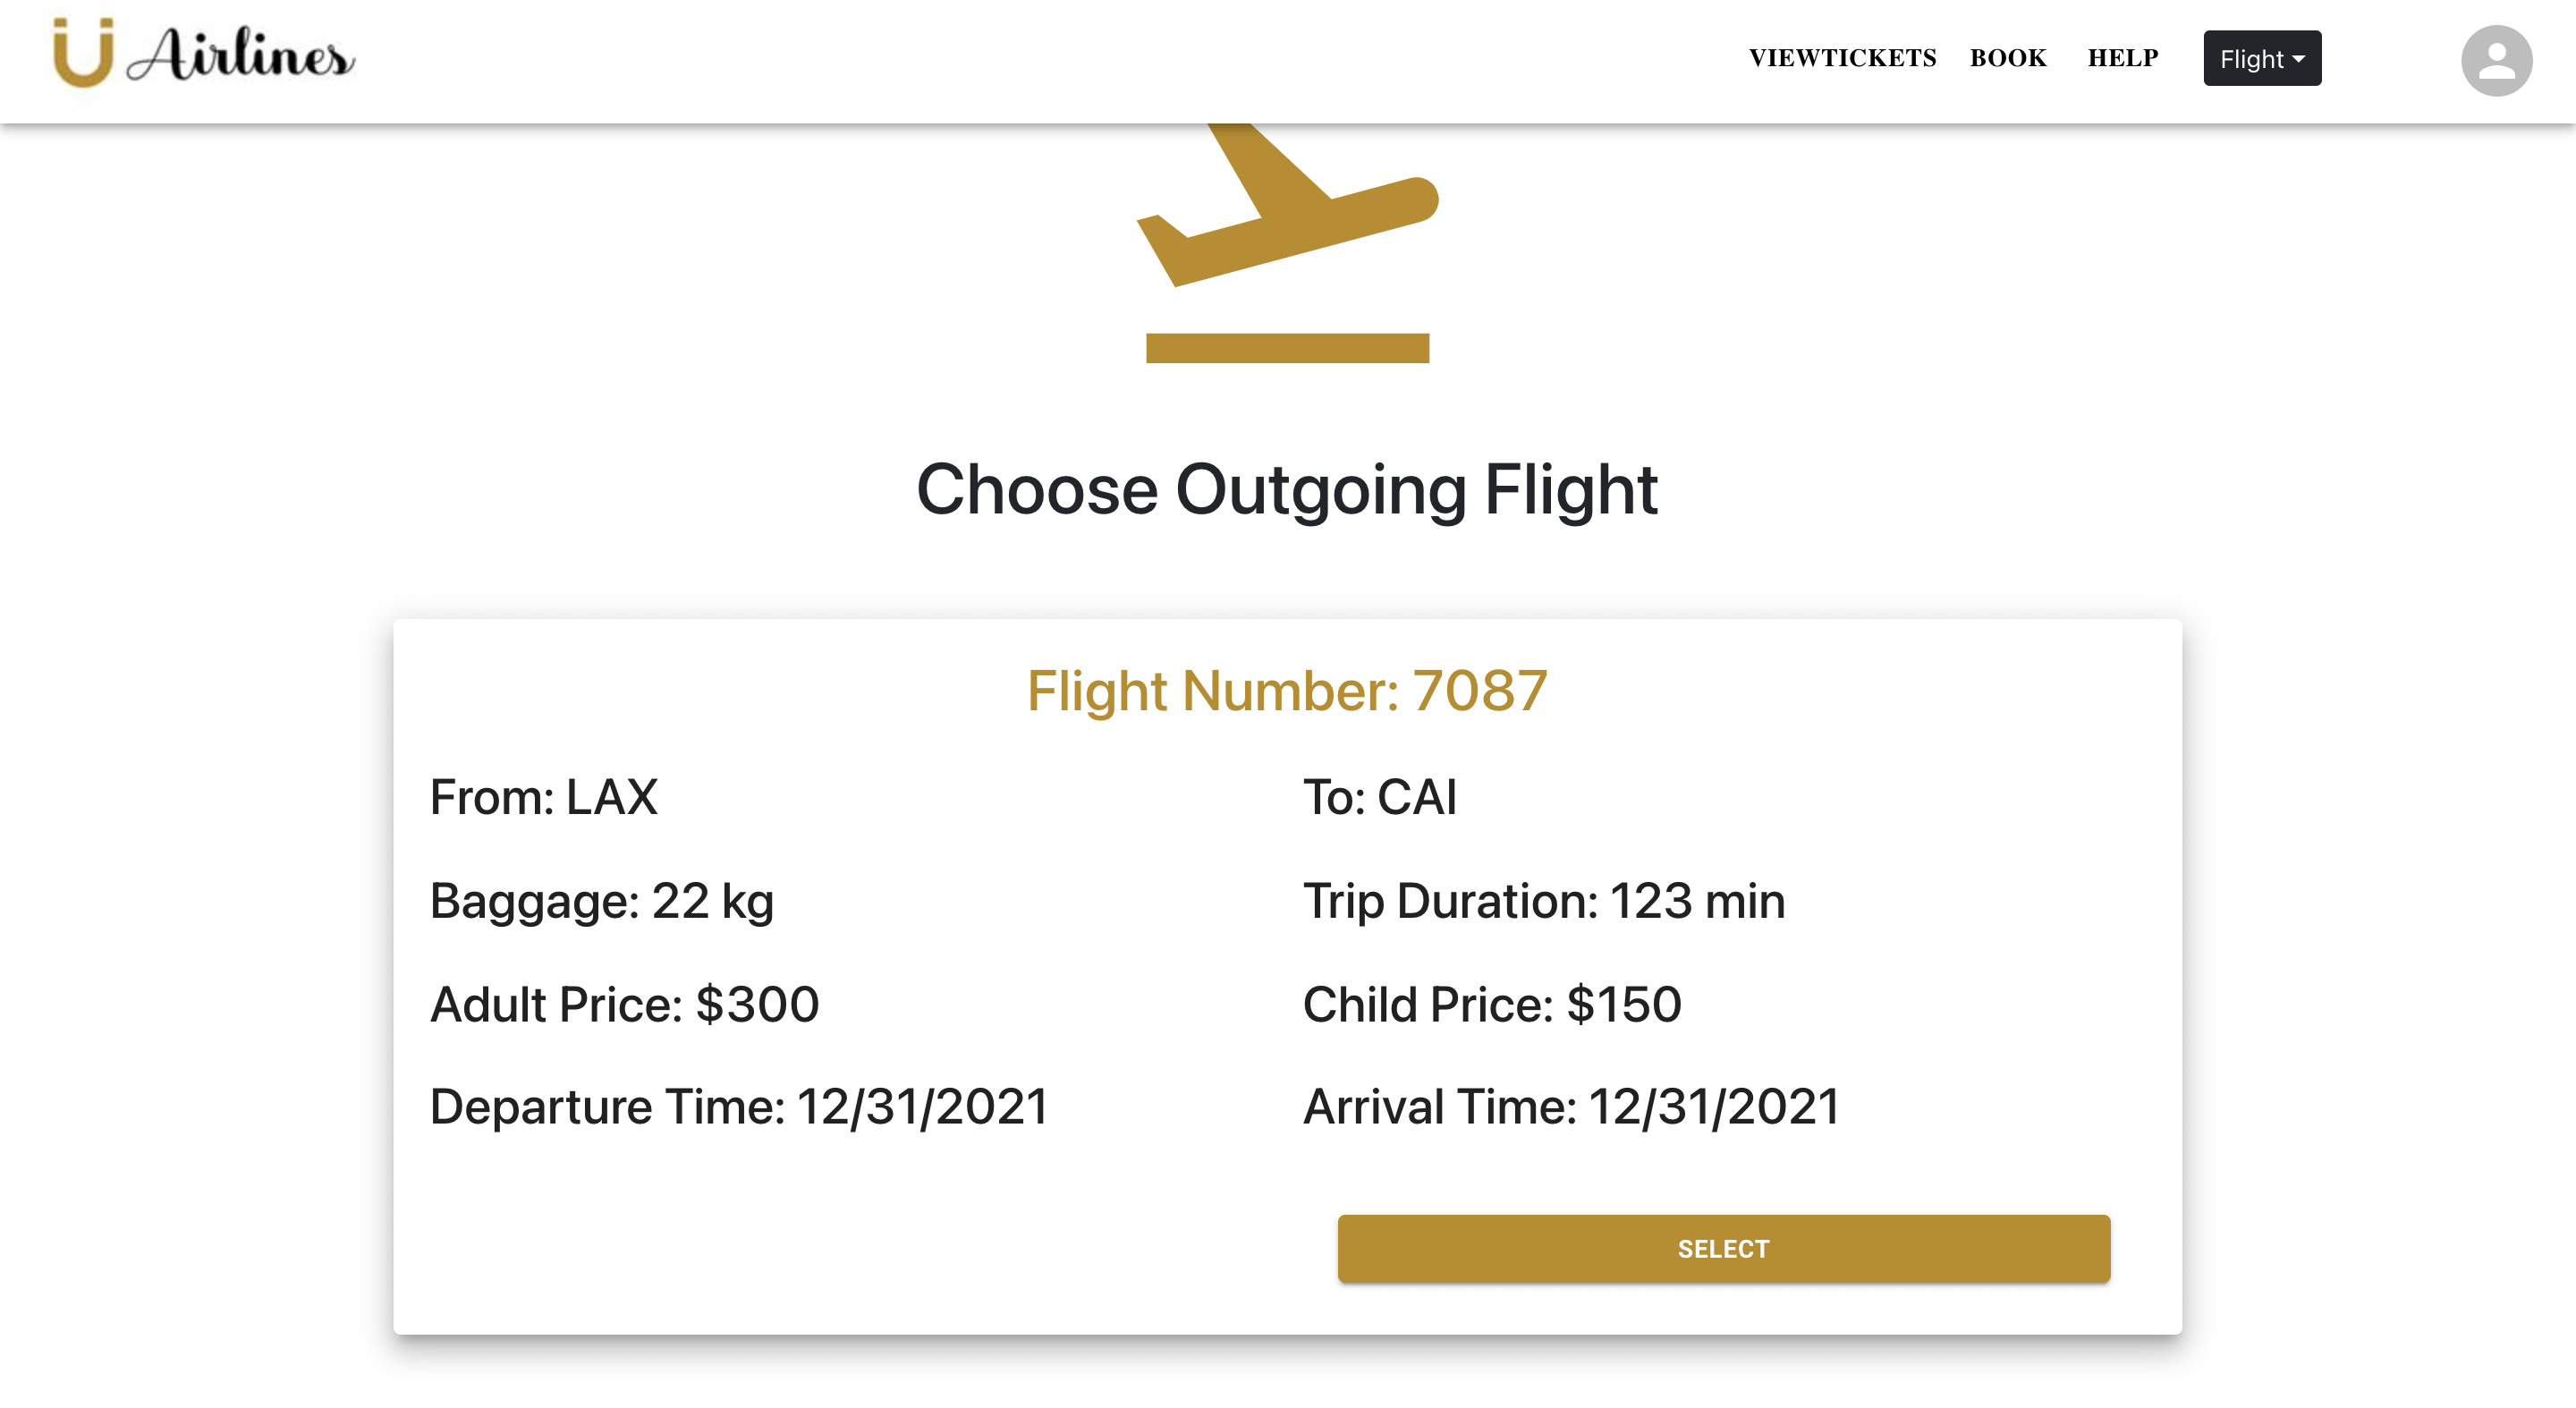 Ü Airlines
VIEWTICKETS BOOK HELP Flight
Choose Outgoing Flight
Flight Number: 7087
From: LAX To: CAI
Baggage: 22 kg Trip Duration: 123 min
Adult Price: $300 Child Price: $150
Departure Time: 12/31/2021 Arrival Time: 12/31/2021
SELECT